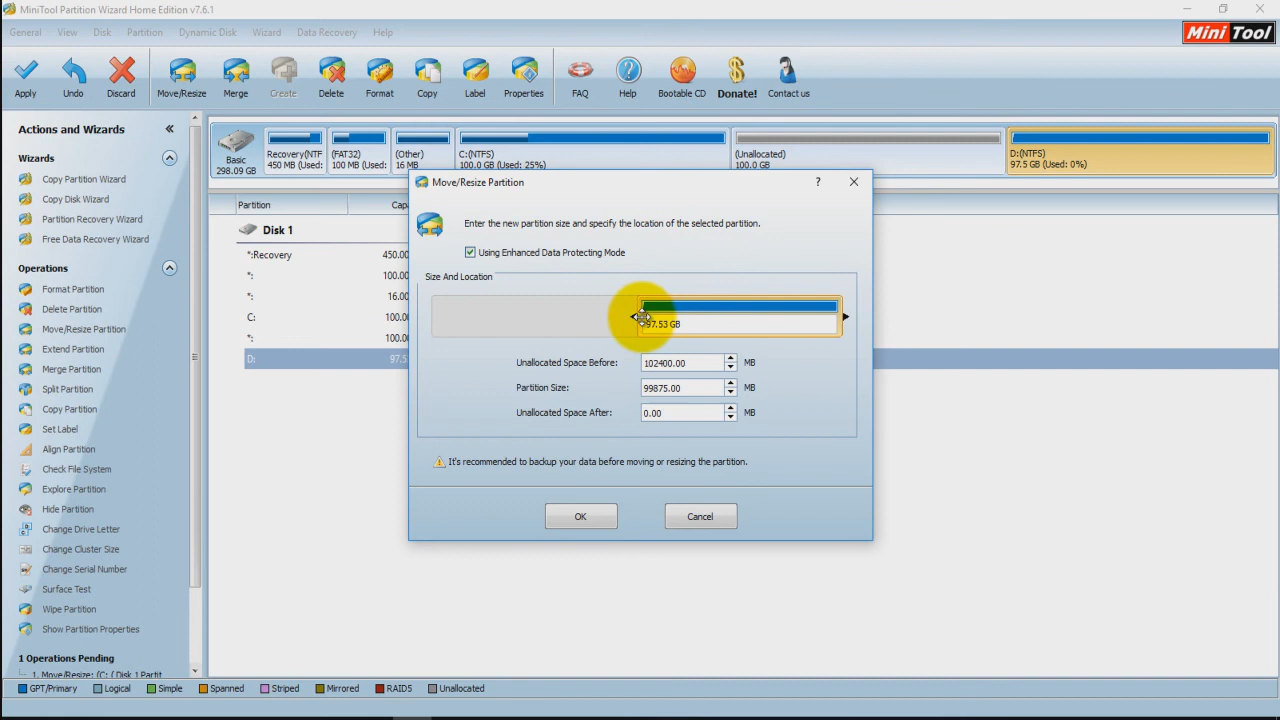 MiniTool Partition Wizard Home Edition v7.6.1
General View Disk Partition Dynamic Disk Wizard Data Recovery Help
Mini Tool
Apply Undo Discard Move/Resize Merge Create Delete Format Copy Label Properties FAQ Help Bootable CD Donate! Contact us
Actions and Wizards
Wizards
Copy Partition Wizard
Copy Disk Wizard
Partition Recovery Wizard
Free Data Recovery Wizard
Operations
Format Partition
Delete Partition
Move/Resize Partition
Extend Partition
Merge Partition
Split Partition
Copy Partition
Set Label
Align Partition
Check File System
Explore Partition
Hide Partition
Change Drive Letter
Change Cluster Size
Change Serial Number
Surface Test
Wipe Partition
Show Partition Properties
1 Operations Pending
1. Move/Resize: (C: ( Disk 1 Partit
Basic
298.09 GB
Recovery(NTF
450 MB (Used:
(FAT32)
100 MB (Used:
(Other)
16 MB
C:(NTFS)
100.0 GB (Used: 25%)
(Unallocated)
100.0 GB
D:(NTFS)
97.5 GB (Used: 0%)
Partition Capa
Disk 1
*:Recovery 450.00
*: 100.00
*: 16.00
C: 100.00
*: 100.00
D: 97.5
Move/Resize Partition
?
Enter the new partition size and specify the location of the selected partition.
Using Enhanced Data Protecting Mode
Size And Location
97.53 GB
Unallocated Space Before: 102400.00 MB
Partition Size: 99875.00 MB
Unallocated Space After: 0.00 MB
It's recommended to backup your data before moving or resizing the partition.
OK Cancel
GPT/Primary Logical Simple Spanned Striped Mirrored RAID5 Unallocated